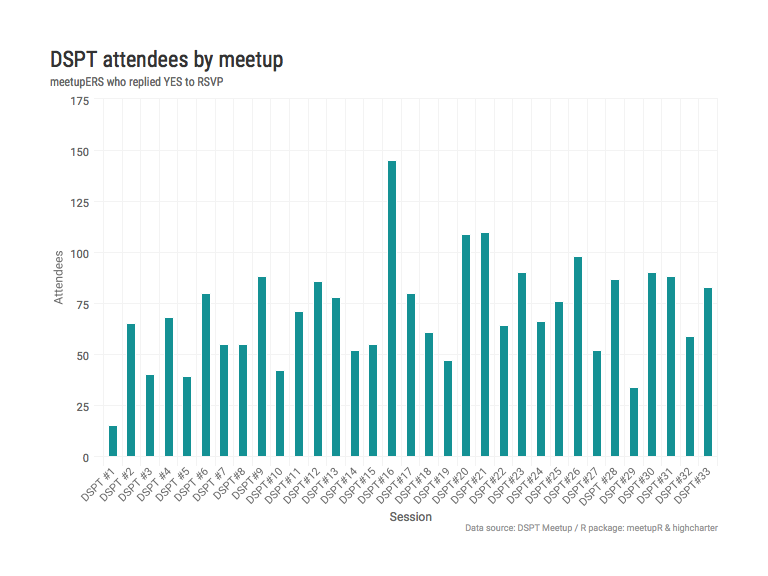 DSPT attendees by meetup
meetupERS who replied YES to RSVP
175
150
125
100
75
50
25
0
Attendees
DSPT #1
DSPT #2
DSPT #3
DSPT #4
DSPT #5
DSPT #6
DSPT #7
DSPT#8
DSPT#9
DSPT#10
DSPT#11
DSPT#12
DSPT#13
DSPT#14
DSPT#15
DSPT#16
DSPT#17
DSPT#18
DSPT#19
DSPT#20
DSPT#21
DSPT#22
DSPT#23
DSPT#24
DSPT#25
DSPT#26
DSPT#27
DSPT #28
DSPT#29
DSPT#30
DSPT#31
DSPT#32
DSPT#33
Session
Data source: DSPT Meetup / R package: meetupR & highcharter